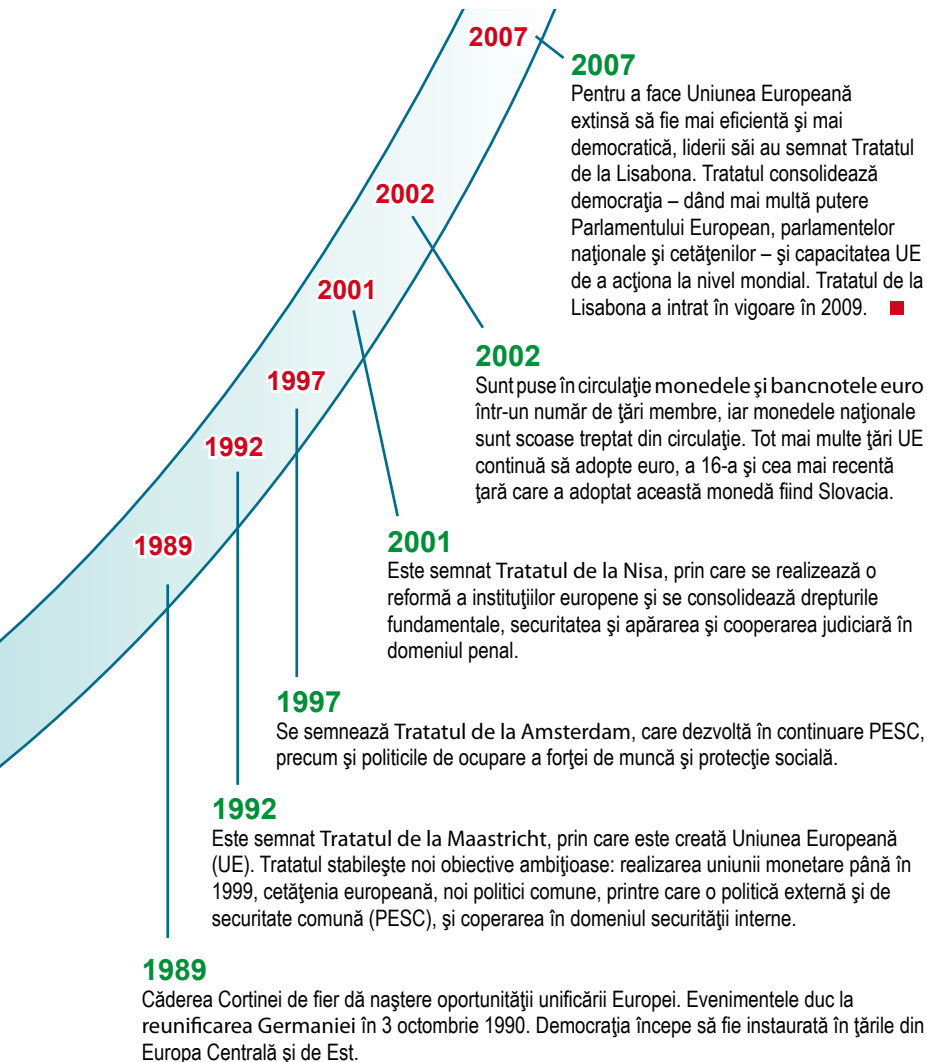 2007
2007
Pentru a face Uniunea Europeană
extinsă să fie mai eficientă şi mai
democratică, liderii săi au semnat Tratatul
de la Lisabona. Tratatul consolidează
democraţia – dând mai multă putere
Parlamentului European, parlamentelor
naţionale şi cetăţenilor – şi capacitatea UE
de a acţiona la nivel mondial. Tratatul de la
Lisabona a intrat în vigoare în 2009.
2002
2002
Sunt puse în circulaţie monedele şi bancnotele euro
într-un număr de ţări membre, iar monedele naţionale
sunt scoase treptat din circulaţie. Tot mai multe ţări UE
continuă să adopte euro, a 16-a şi cea mai recentă
ţară care a adoptat această monedă fiind Slovacia.
2001
2001
Este semnat Tratatul de la Nisa, prin care se realizează o
reformă a instituţiilor europene şi se consolidează drepturile
fundamentale, securitatea şi apărarea şi cooperarea judiciară în
domeniul penal.
1997
1997
Se semnează Tratatul de la Amsterdam, care dezvoltă în continuare PESC,
precum şi politicile de ocupare a forţei de muncă şi protecţie socială.
1992
1992
Este semnat Tratatul de la Maastricht, prin care este creată Uniunea Europeană
(UE). Tratatul stabileşte noi obiective ambiţioase: realizarea uniunii monetare până în
1999, cetăţenia europeană, noi politici comune, printre care o politică externă şi de
securitate comună (PESC), şi coperarea în domeniul securităţii interne.
1989
1989
Căderea Cortinei de fier dă naştere oportunităţii unificării Europei. Evenimentele duc la
reunificarea Germaniei în 3 octombrie 1990. Democraţia începe să fie instaurată în ţările din
Europa Centrală şi de Est.